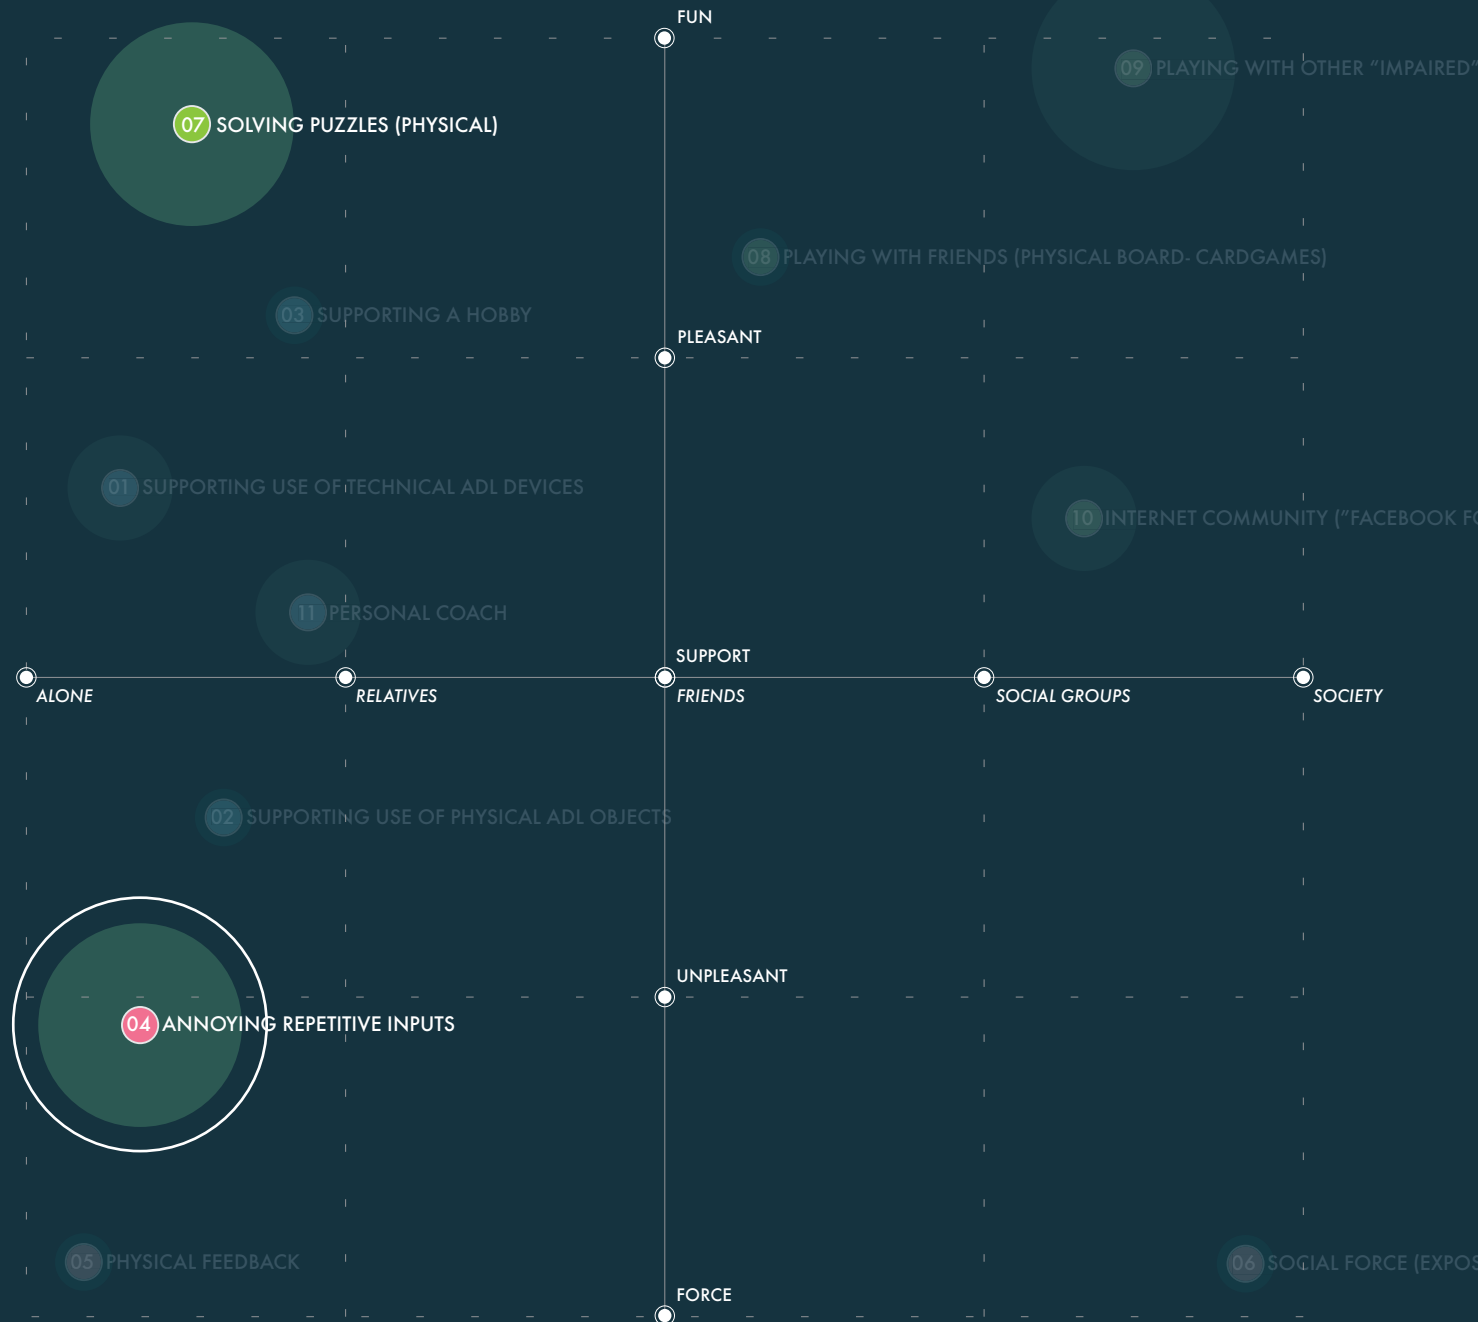 FUN
09 PLAYING WITH OTHER “IMPAIRED”
07 SOLVING PUZZLES (PHYSICAL)
08 PLAYING WITH FRIENDS (PHYSICAL BOARD- CARDGAMES)
03 SUPPORTING A HOBBY
PLEASANT
01 SUPPORTING USE OF TECHNICAL ADL DEVICES
10 INTERNET COMMUNITY (”FACEBOOK
11 PERSONAL COACH
SUPPORT
ALONE
RELATIVES
FRIENDS
SOCIAL GROUPS
SOCIETY
02 SUPPORTING USE OF PHYSICAL ADL OBJECTS
UNPLEASANT
04 ANNOYING REPETITIVE INPUTS
05 PHYSICAL FEEDBACK
06 SOCIAL FORCE
FORCE